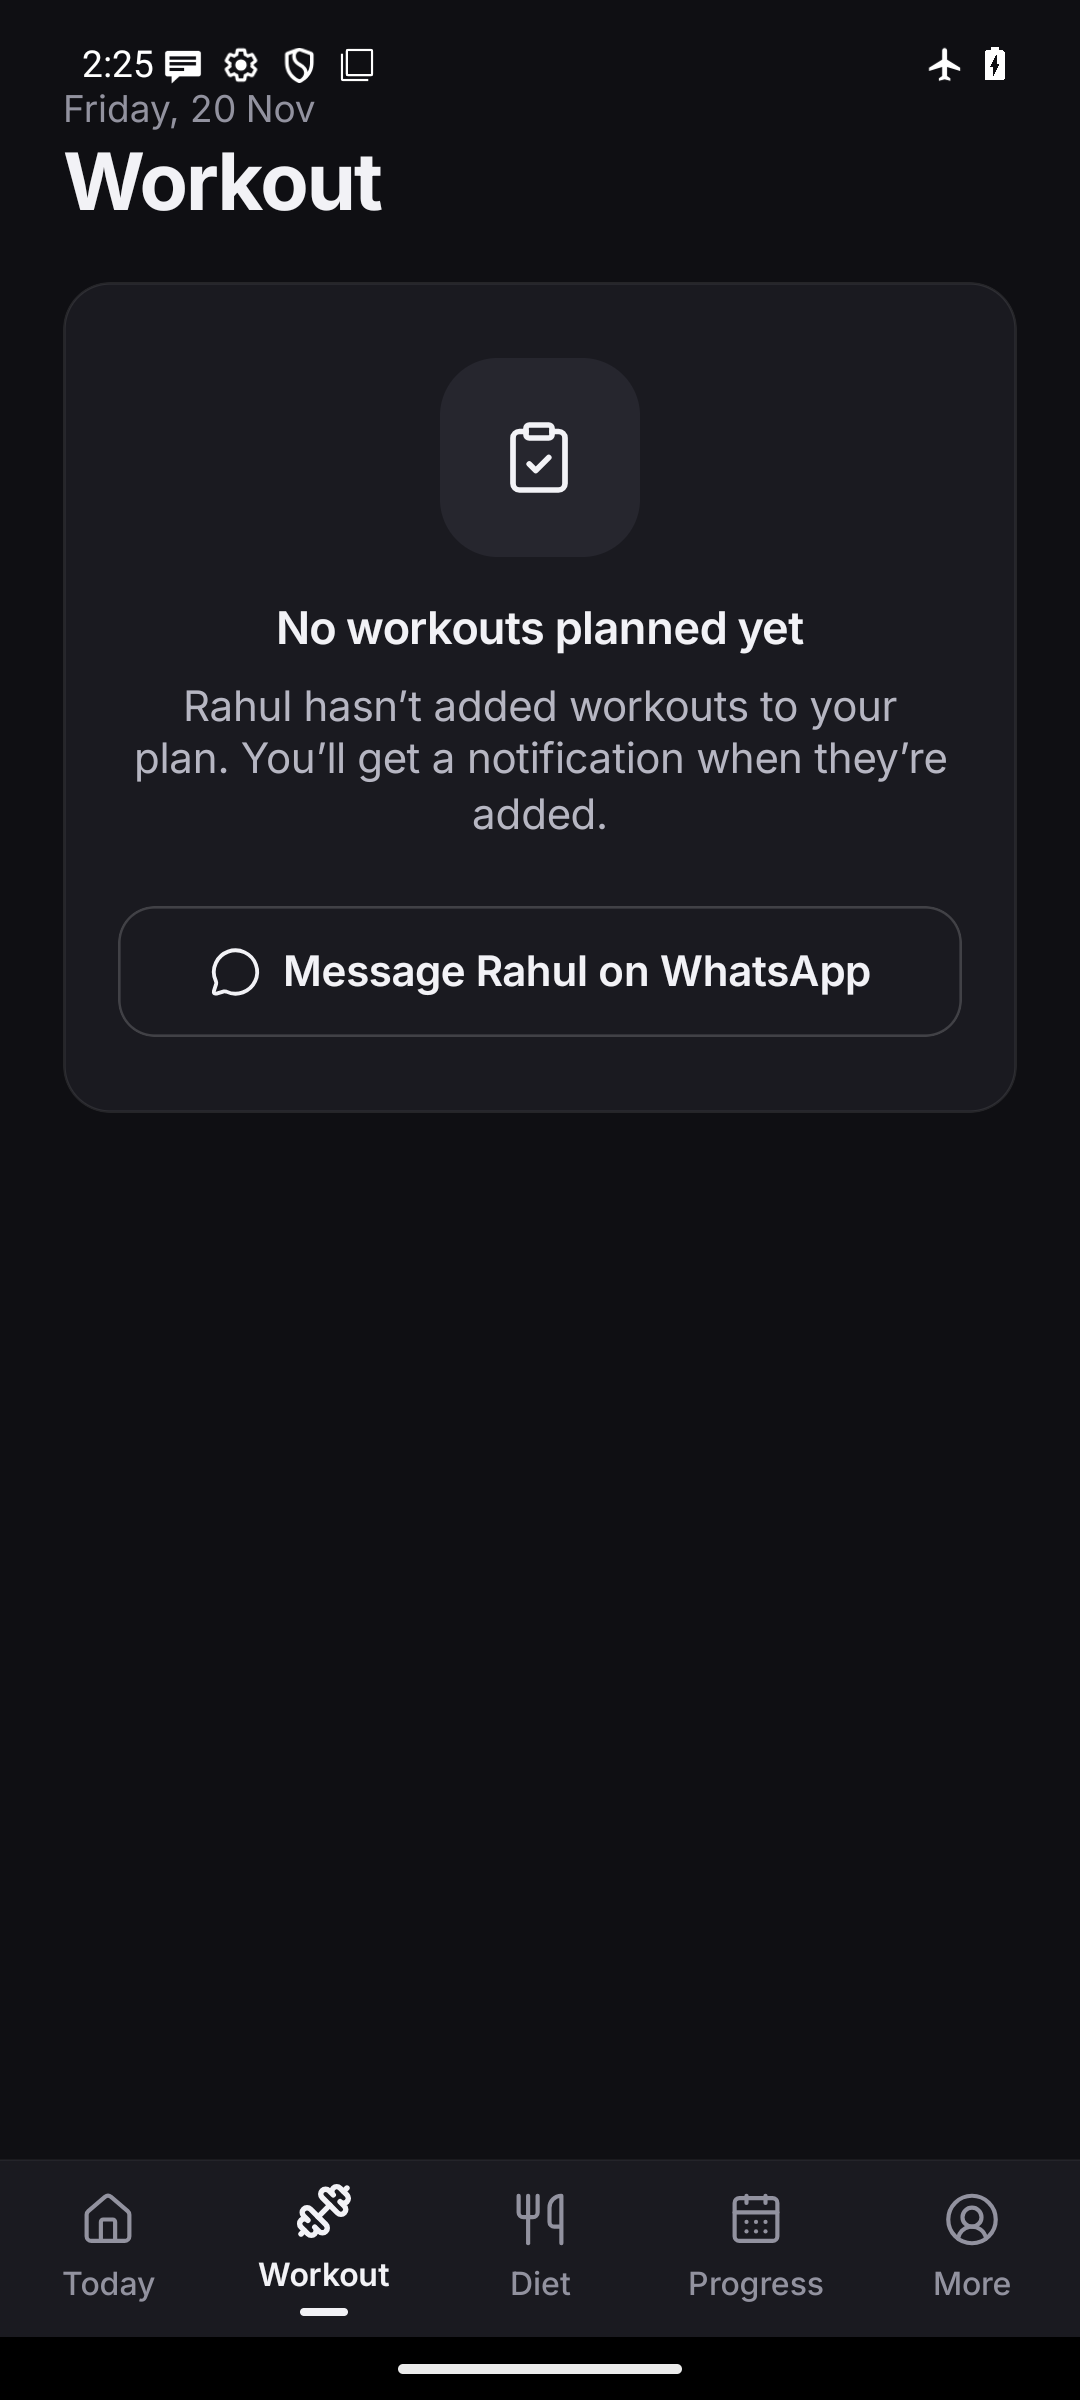 2:25
Friday, 20 Nov
Workout
No workouts planned yet
Rahul hasn’t added workouts to your
plan. You’ll get a notification when they’re
added.
Message Rahul on WhatsApp
Today
Workout
Diet
Progress
More